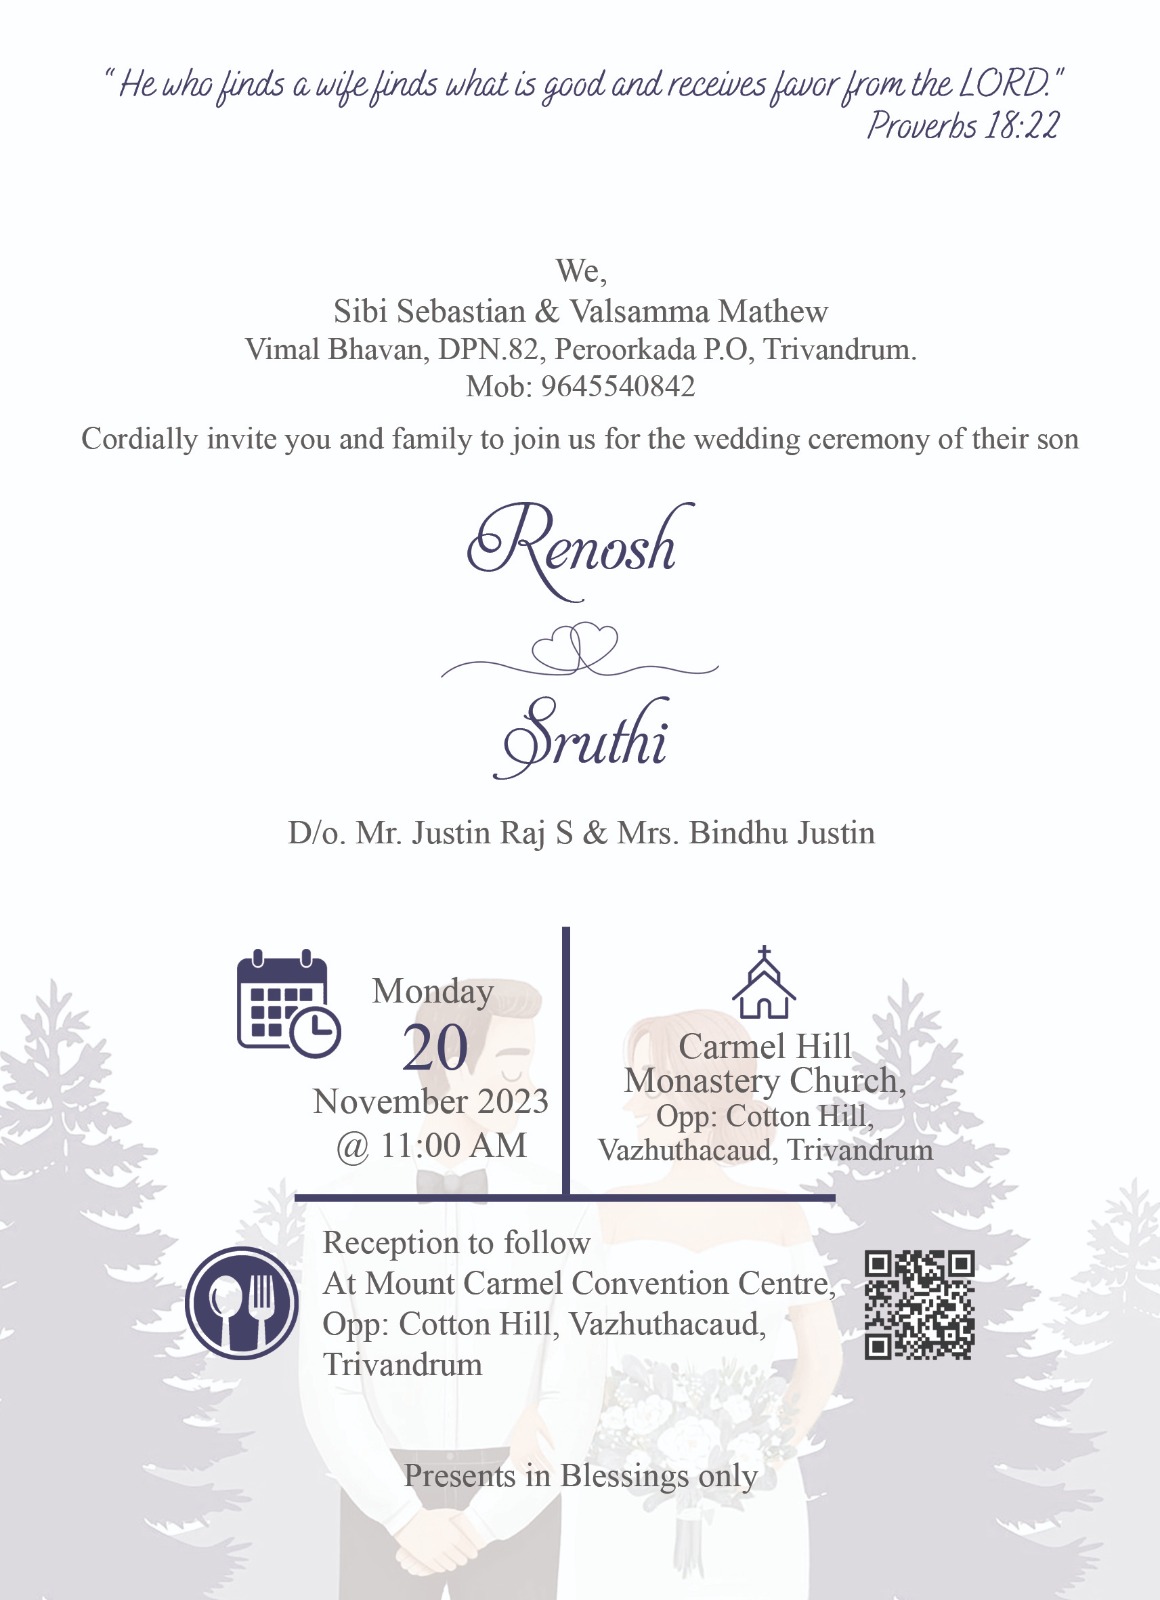 “ He who finds a wife finds what is good and receives favor from the LORD.”
Proverbs 18:22
We,
Sibi Sebastian & Valsamma Mathew
Vimal Bhavan, DPN.82, Peroorkada P.O, Trivandrum.
Mob: 9645540842
Cordially invite you and family to join us for the wedding ceremony of their son
Renosh
Sruthi
D/o. Mr. Justin Raj S & Mrs. Bindhu Justin
Monday
20
November 2023
@ 11:00 AM
Carmel Hill
Monastery Church,
Opp: Cotton Hill,
Vazhuthacaud, Trivandrum
Reception to follow
At Mount Carmel Convention Centre,
Opp: Cotton Hill, Vazhuthacaud,
Trivandrum
Presents in Blessings only